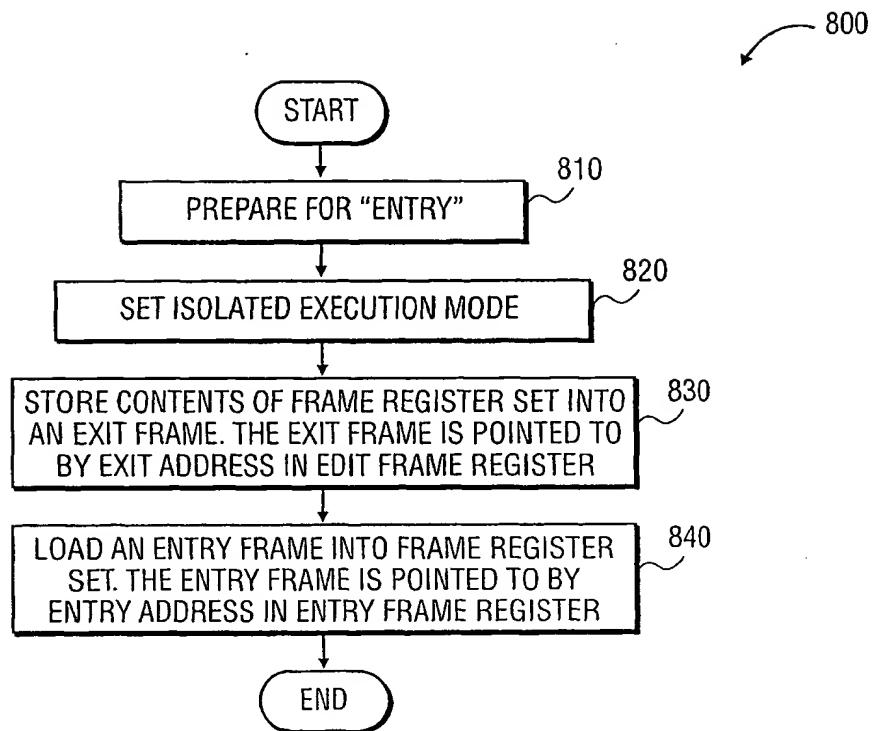 800
START
810
PREPARE FOR “ENTRY”
820
SET ISOLATED EXECUTION MODE
830
STORE CONTENTS OF FRAME REGISTER SET INTO
AN EXIT FRAME. THE EXIT FRAME IS POINTED TO
BY EXIT ADDRESS IN EDIT FRAME REGISTER
840
LOAD AN ENTRY FRAME INTO FRAME REGISTER
SET. THE ENTRY FRAME IS POINTED TO BY
ENTRY ADDRESS IN ENTRY FRAME REGISTER
END